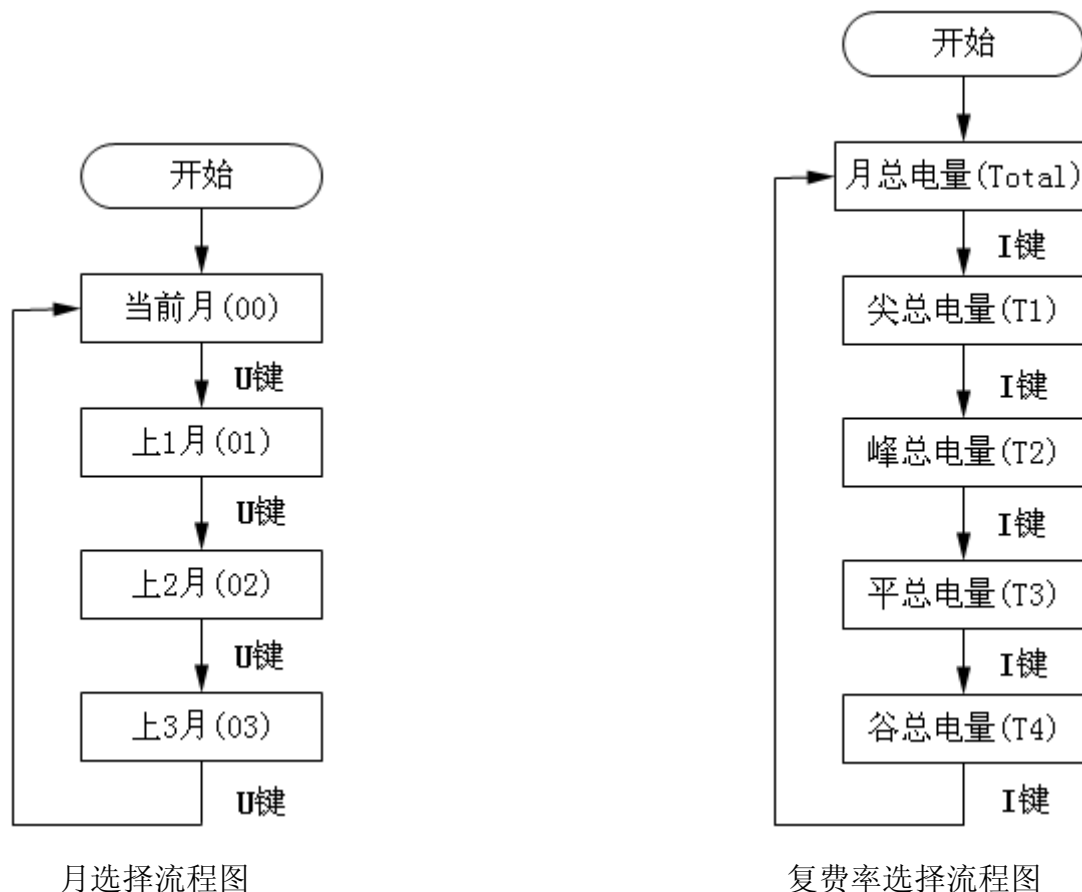 开始
当前月(00)
U键
上1月(01)
U键
上2月(02)
U键
上3月(03)
U键
月选择流程图
开始
月总电量(Total)
I键
尖总电量(T1)
I键
峰总电量(T2)
I键
平总电量(T3)
I键
谷总电量(T4)
I键
复费率选择流程图